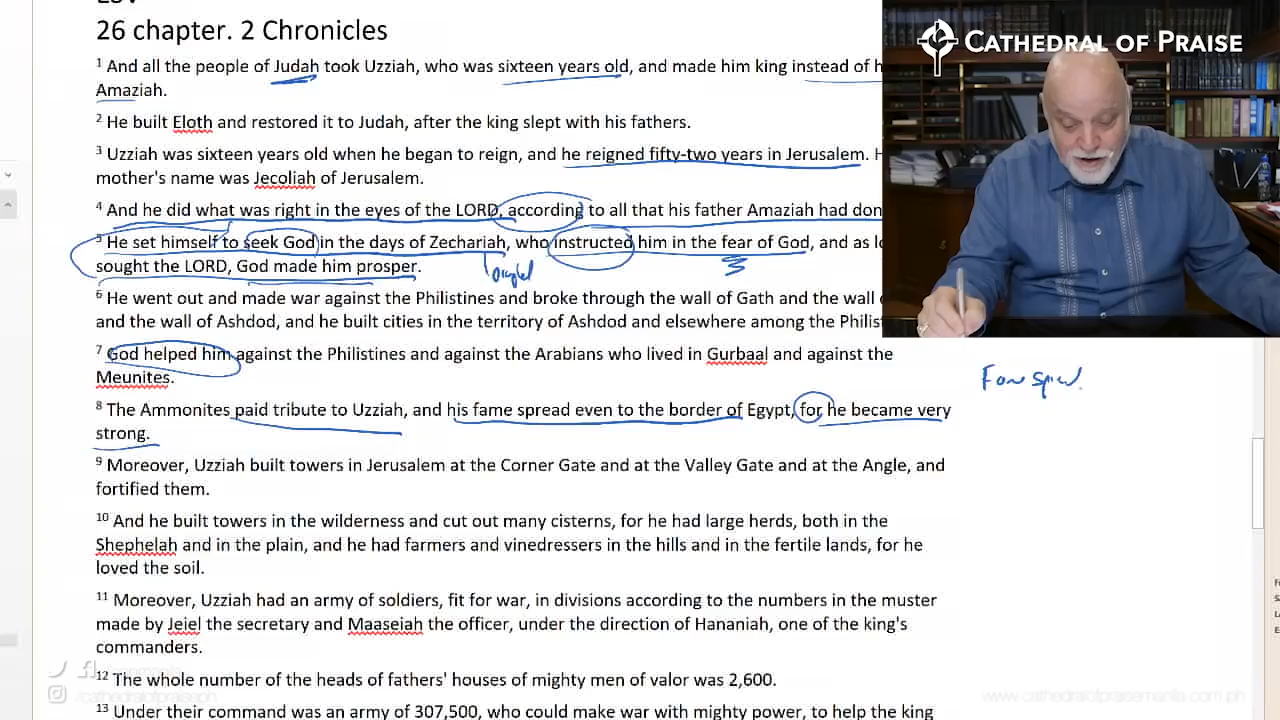 26 chapter. 2 Chronicles
CATHEDRAL OF PRAISE
1 And all the people of Judah took Uzziah, who was sixteen years old, and made him king instead of h
Amaziah.
2 He built Eloth and restored it to Judah, after the king slept with his fathers.
3 Uzziah was sixteen years old when he began to reign, and he reigned fifty-two years in Jerusalem. H
mother's name was Jecoliah of Jerusalem.
4 And he did what was right in the eyes of the LORD, according to all that his father Amaziah had don
5 He set himself to seek God in the days of Zechariah, who instructed him in the fear of God, and as lo
sought the LORD, God made him prosper.
6 He went out and made war against the Philistines and broke through the wall of Gath and the wall
and the wall of Ashdod, and he built cities in the territory of Ashdod and elsewhere among the Philist
7 God helped him against the Philistines and against the Arabians who lived in Gurbaal and against the
Meunites.
8 The Ammonites paid tribute to Uzziah, and his fame spread even to the border of Egypt, for he became very
strong.
9 Moreover, Uzziah built towers in Jerusalem at the Corner Gate and at the Valley Gate and at the Angle, and
fortified them.
10 And he built towers in the wilderness and cut out many cisterns, for he had large herds, both in the
Shephelah and in the plain, and he had farmers and vinedressers in the hills and in the fertile lands, for he
loved the soil.
11 Moreover, Uzziah had an army of soldiers, fit for war, in divisions according to the numbers in the muster
made by Jeiel the secretary and Maaseiah the officer, under the direction of Hananiah, one of the king's
commanders.
12 The whole number of the heads of fathers' houses of mighty men of valor was 2,600.
/cathedralofpraiseph
www.cathedralofpraisemanila.com.ph
13 Under their command was an army of 307,500, who could make war with mighty power, to help the king